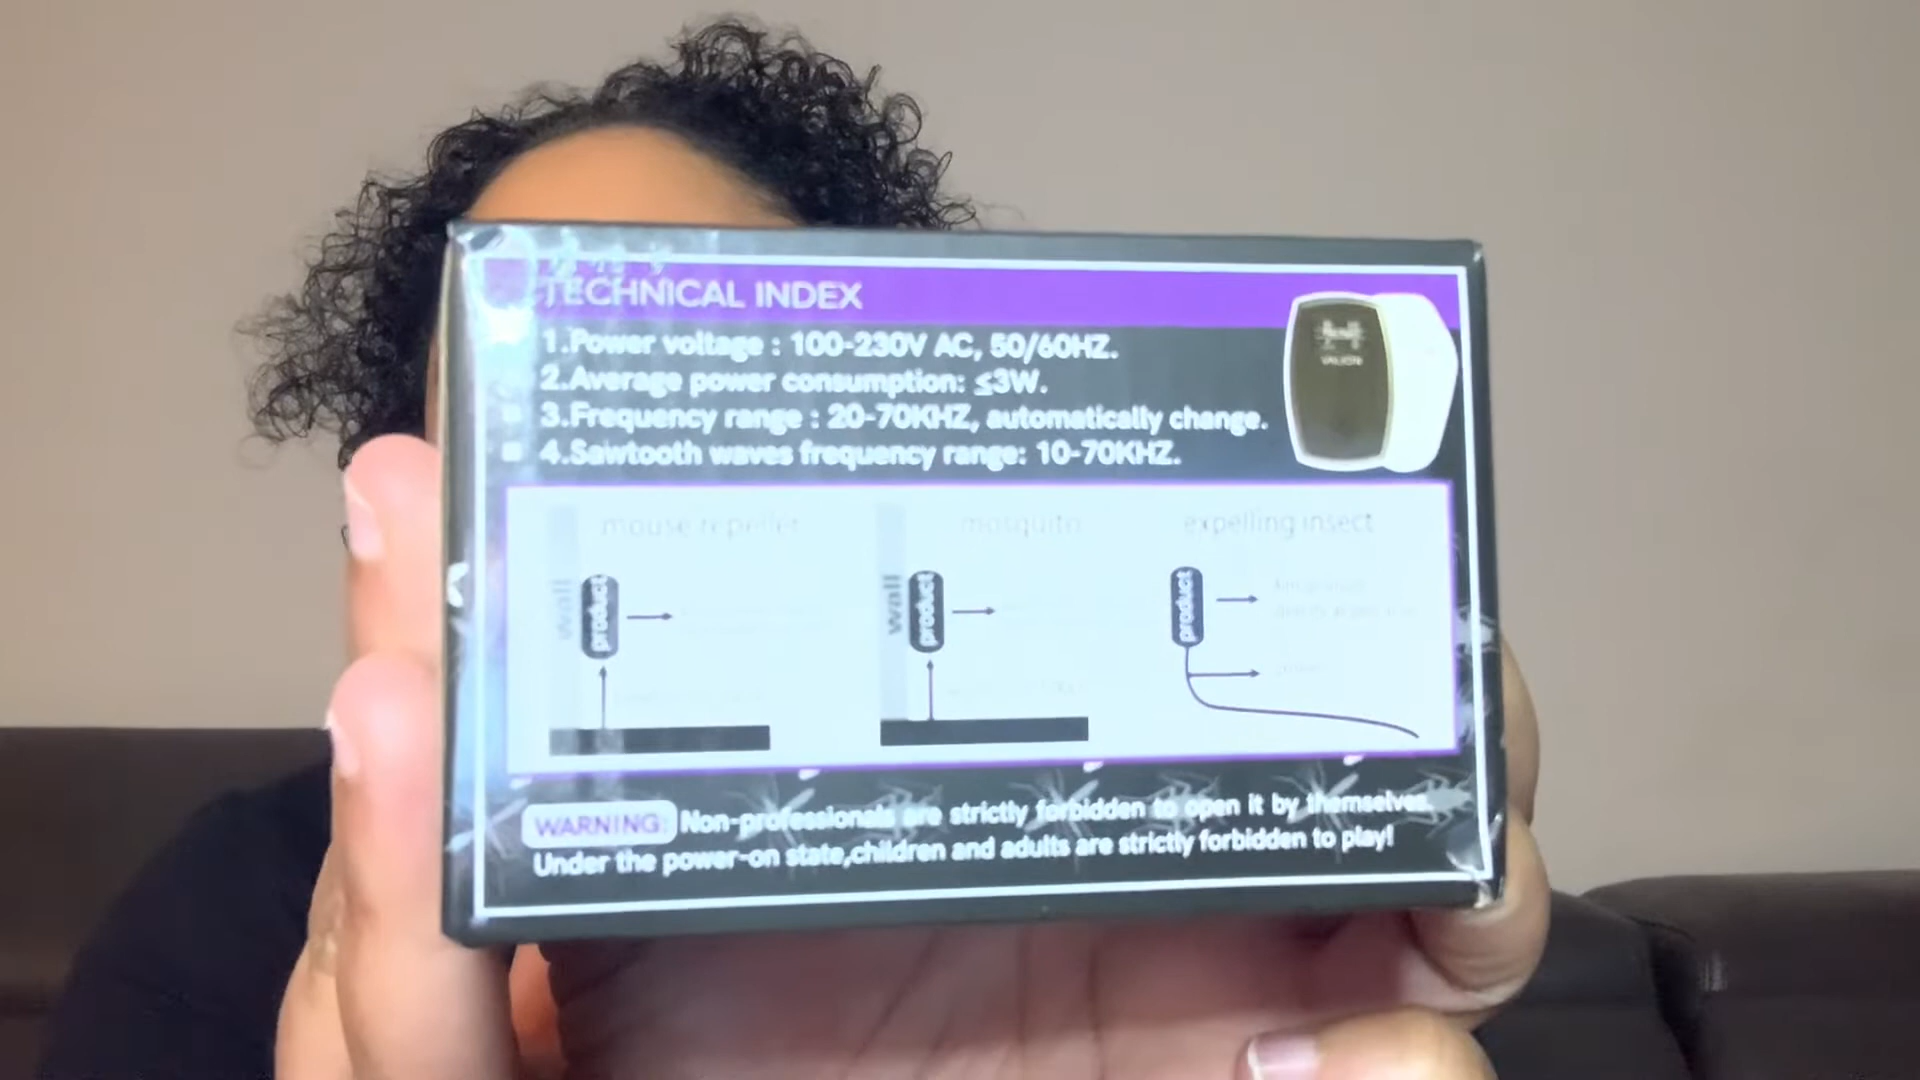 TECHNICAL INDEX
1.Power voltage : 100-230V AC, 50/60HZ.
2.Average power consumption: ≤3W.
3.Frequency range : 20-70KHZ, automatically change.
4.Sawtooth waves frequency range: 10-70KHZ.
mouse repeller mosquito expelling insect
wall product wall product product
WARNING: Non-professionals are strictly forbidden to open it by themselves.
Under the power-on state,children and adults are strictly forbidden to play!